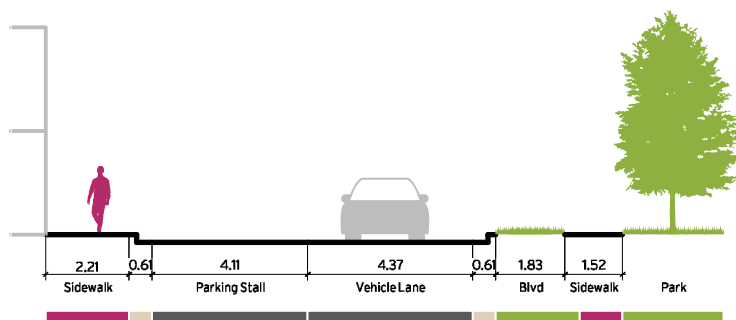 2.21 0.61 4.11 4.37 0.61 1.83 1.52
Sidewalk Parking Stall Vehicle Lane Blvd Sidewalk Park